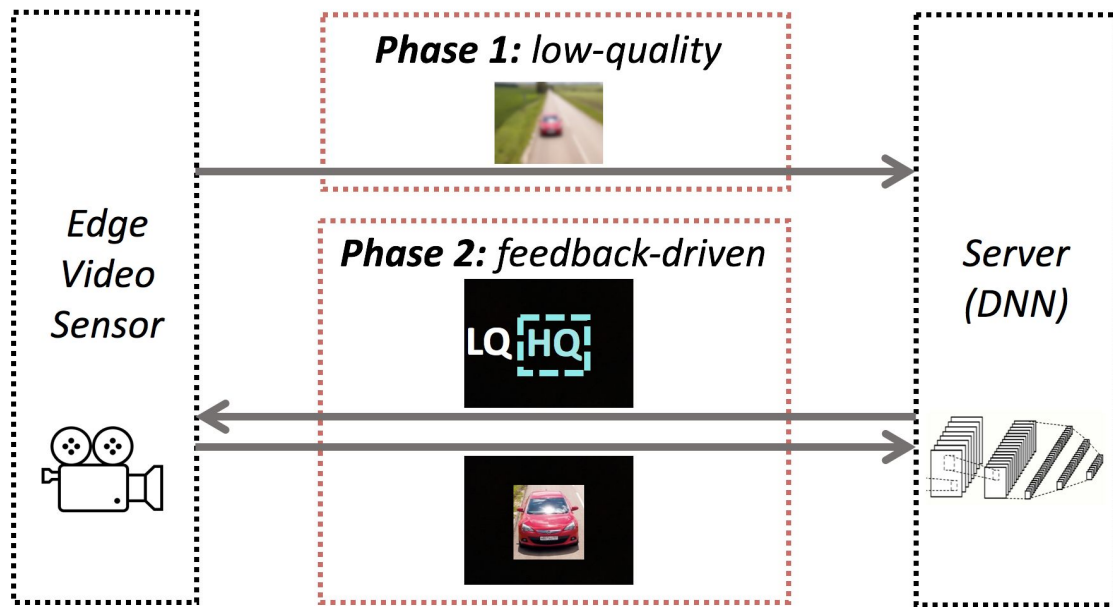 Phase 1: low-quality
Edge
Video
Sensor
Phase 2: feedback-driven
LQ HQ
Server
(DNN)